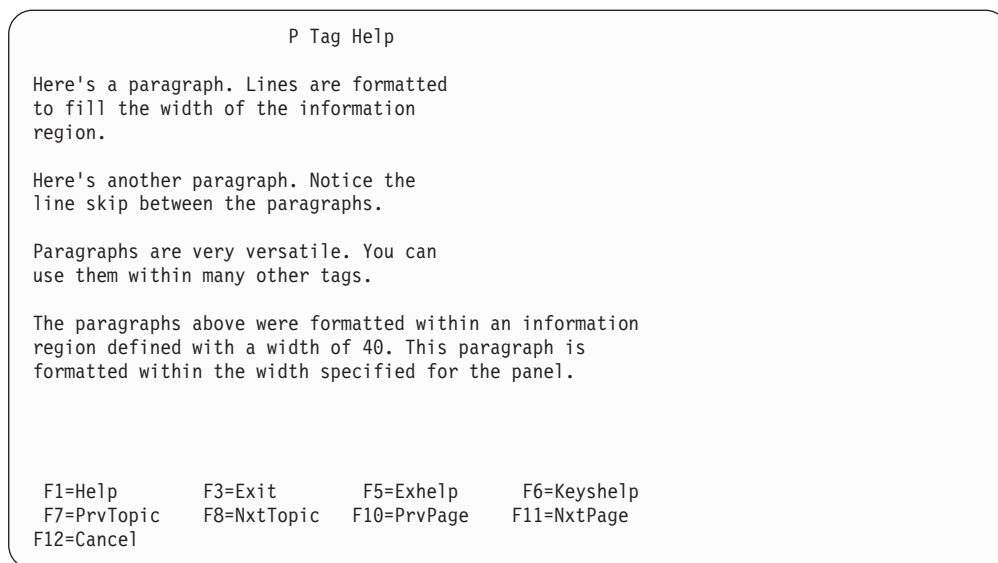 P Tag Help
Here's a paragraph. Lines are formatted
to fill the width of the information
region.
Here's another paragraph. Notice the
line skip between the paragraphs.
Paragraphs are very versatile. You can
use them within many other tags.
The paragraphs above were formatted within an information
region defined with a width of 40. This paragraph is
formatted within the width specified for the panel.
F1=Help F3=Exit F5=Exhelp F6=Keyshelp
F7=PrvTopic F8=NxtTopic F10=PrvPage F11=NxtPage
F12=Cancel